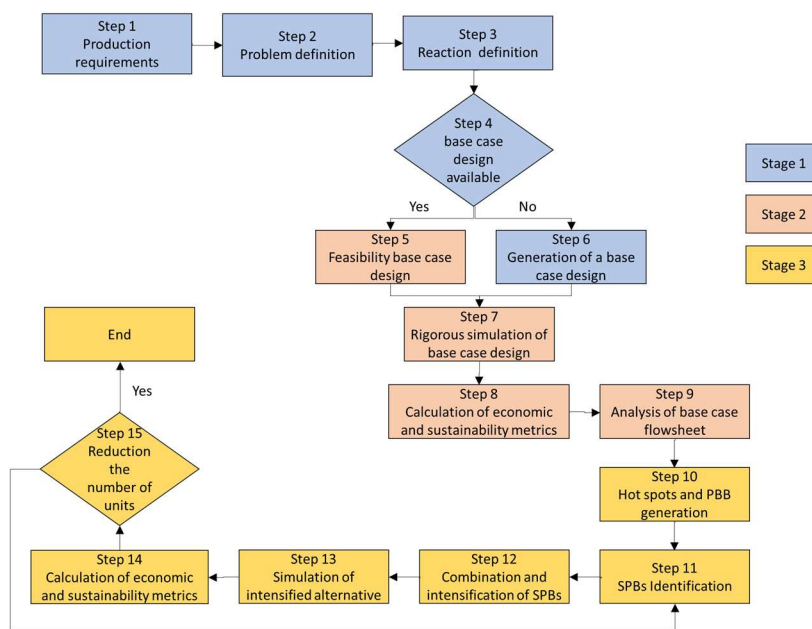 Step 1
Production
requirements
Step 2
Problem definition
Step 3
Reaction definition
Step 4
base case
design
available
Stage 1
Stage 2
Stage 3
Yes
No
Step 5
Feasibility base case
design
Step 6
Generation of a base
case design
Step 7
Rigorous simulation of
base case design
Step 8
Calculation of economic
and sustainability metrics
Step 9
Analysis of base case
flowsheet
Step 10
Hot spots and PBB
generation
Step 11
SPBs Identification
Step 12
Combination and
intensification of SPBs
Step 13
Simulation of
intensified alternative
Step 14
Calculation of economic
and sustainability metrics
Step 15
Reduction
the
number of
units
Yes
End